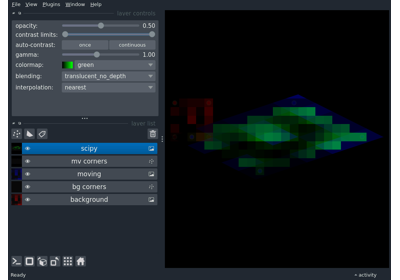 File View Plugins Window Help
layer controls
opacity: 0.50
contrast limits:
auto-contrast: once continuous
gamma: 1.00
colormap: green
blending: translucent_no_depth
interpolation: nearest
layer list
scipy
mv corners
moving
bg corners
background
Ready
activity